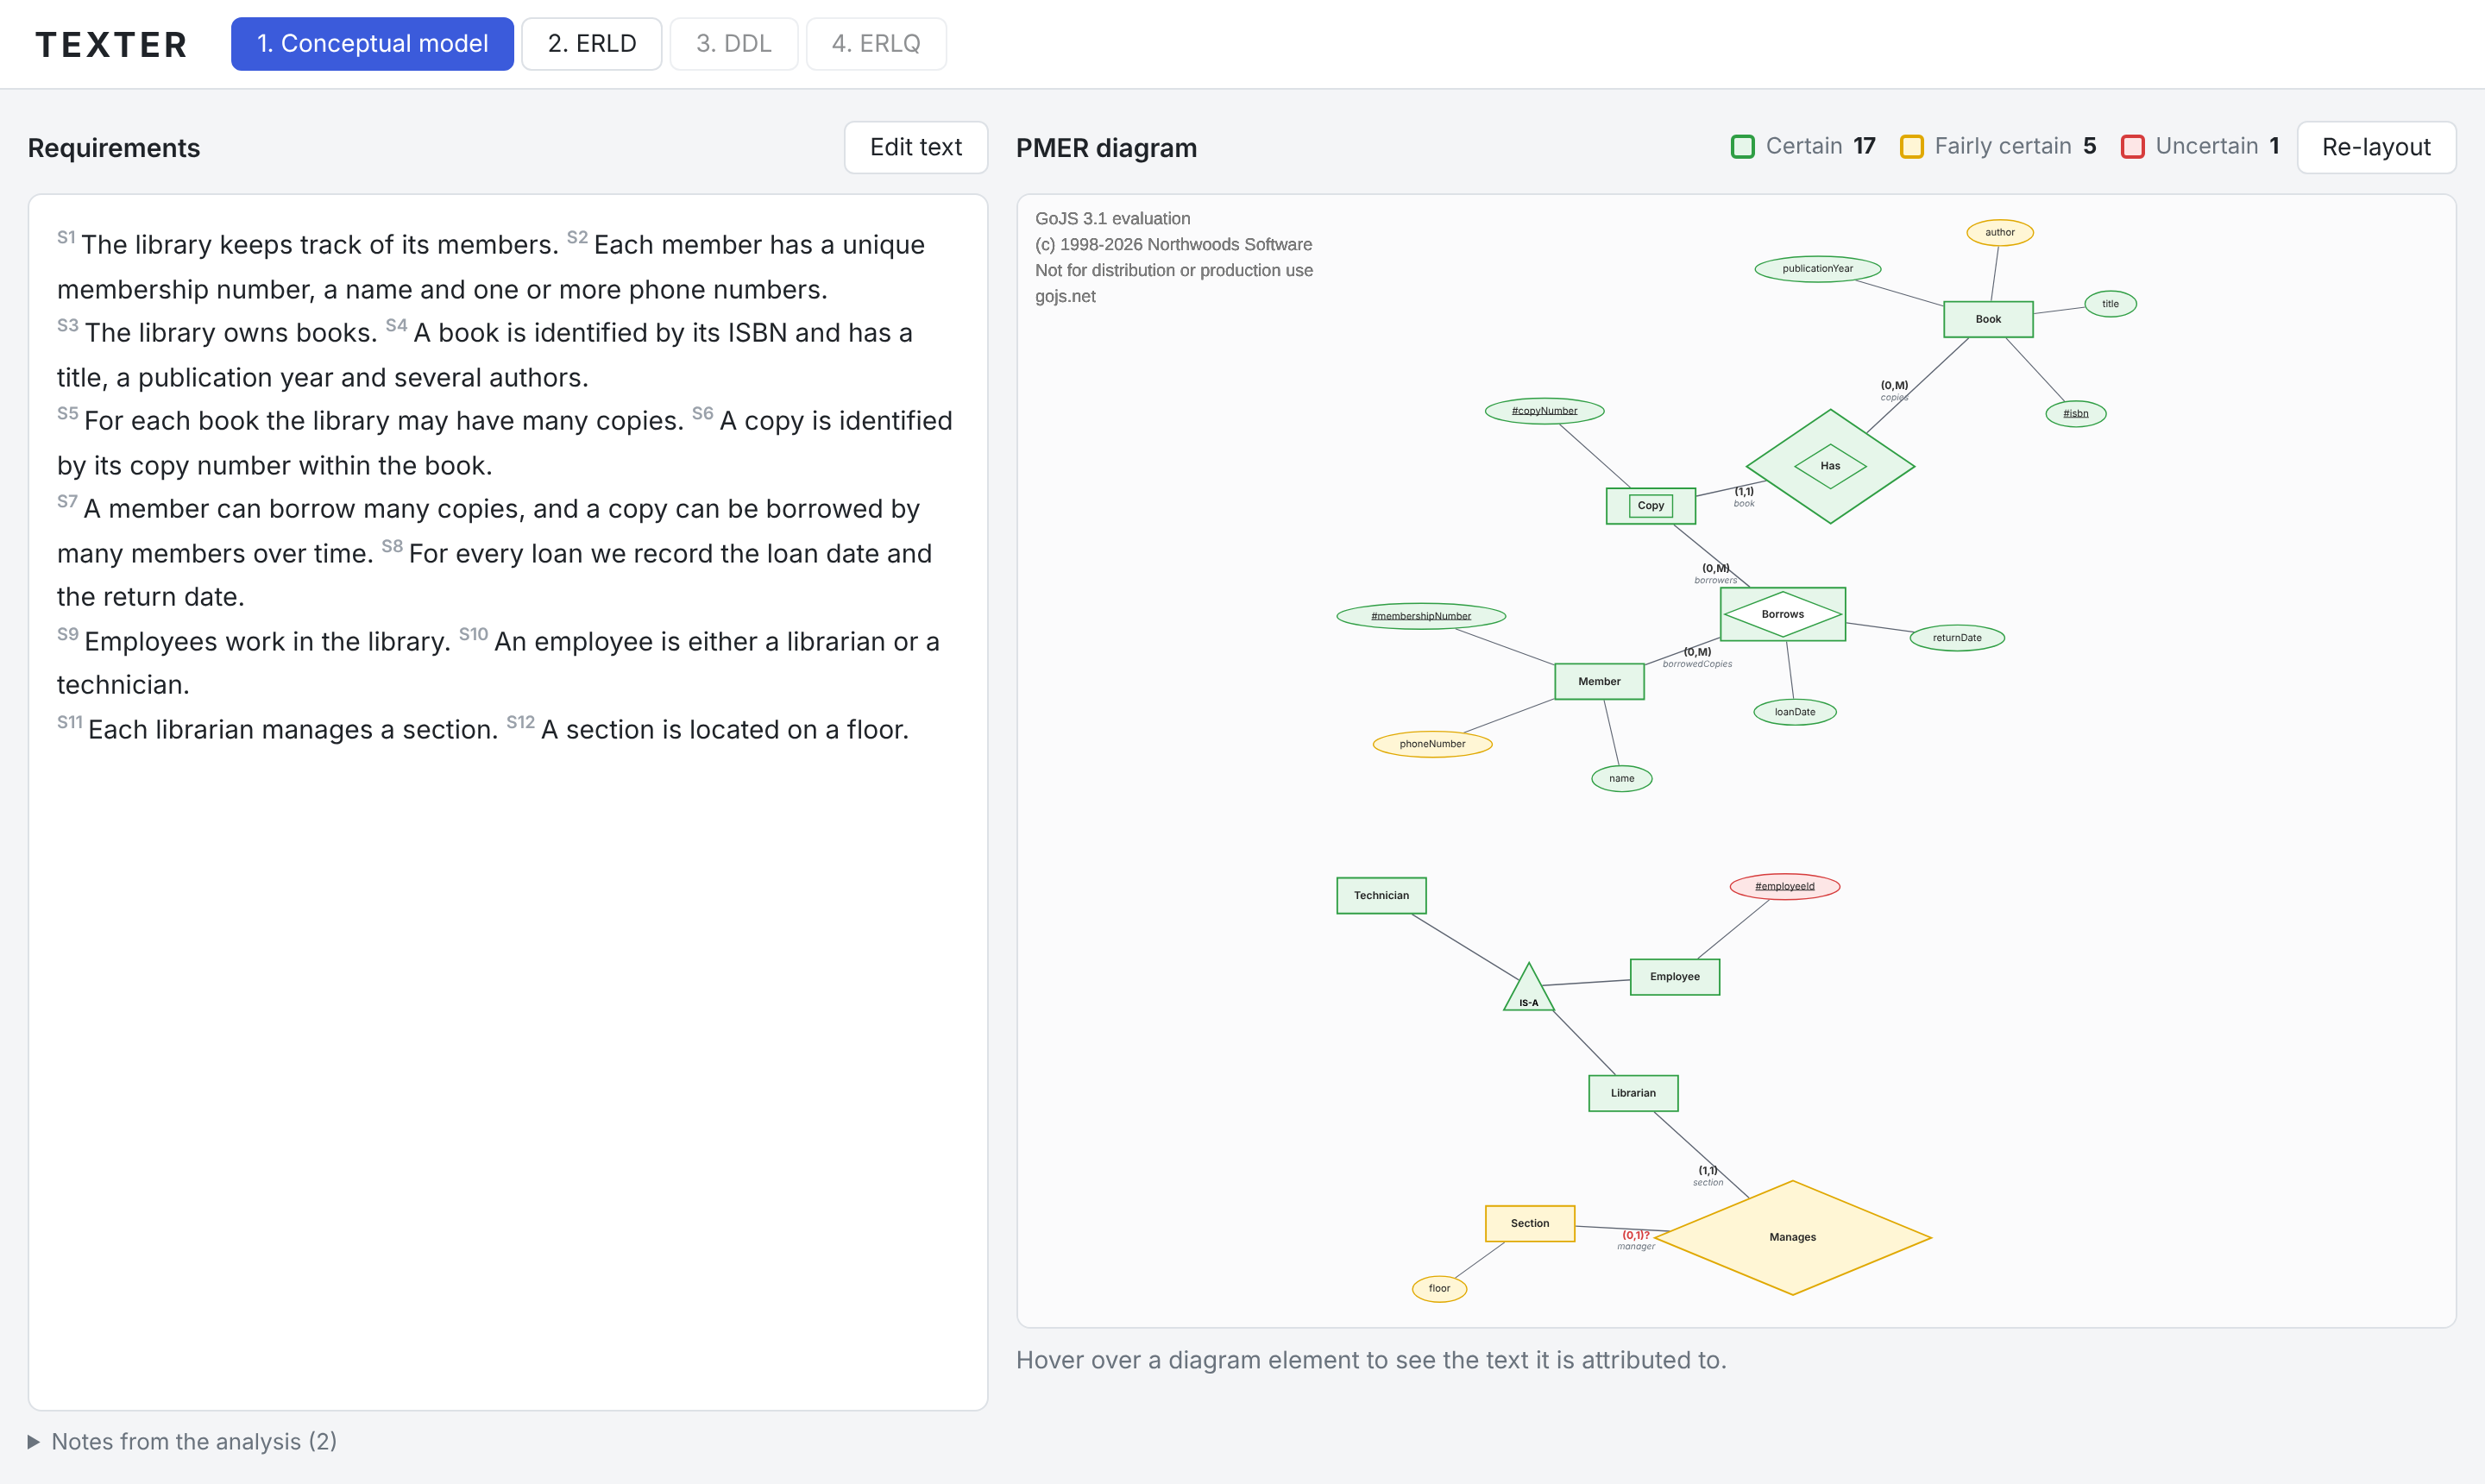 TEXTER
1. Conceptual model
2. ERLD
3. DDL
4. ERLQ
Requirements
Edit text
S1 The library keeps track of its members. S2 Each member has a unique
membership number, a name and one or more phone numbers.
S3 The library owns books. S4 A book is identified by its ISBN and has a
title, a publication year and several authors.
S5 For each book the library may have many copies. S6 A copy is identified
by its copy number within the book.
S7 A member can borrow many copies, and a copy can be borrowed by
many members over time. S8 For every loan we record the loan date and
the return date.
S9 Employees work in the library. S10 An employee is either a librarian or a
technician.
S11 Each librarian manages a section. S12 A section is located on a floor.
Notes from the analysis (2)
PMER diagram
Certain 17
Fairly certain 5
Uncertain 1
Re-layout
GoJS 3.1 evaluation
(c) 1998-2026 Northwoods Software
Not for distribution or production use
gojs.net
author
publicationYear
title
Book
(0,M)
copies
#copyNumber
#isbn
Has
(1,1)
book
Copy
(0,M)
borrowers
#membershipNumber
Borrows
returnDate
(0,M)
borrowedCopies
Member
loanDate
phoneNumber
name
Technician
#employeeId
Employee
IS-A
Librarian
(1,1)
section
Section
(0,1)?
manager
Manages
floor
Hover over a diagram element to see the text it is attributed to.